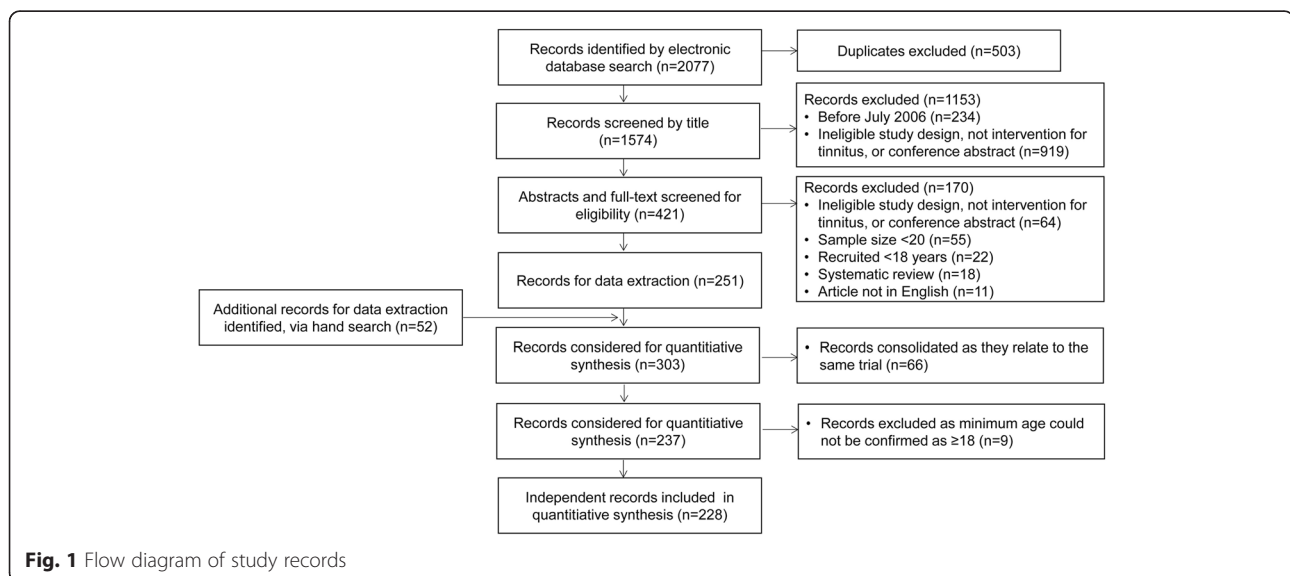 Records identified by electronic
database search (n=2077)
Duplicates excluded (n=503)
Records screened by title
(n=1574)
Records excluded (n=1153)
• Before July 2006 (n=234)
• Ineligible study design, not intervention for
tinnitus, or conference abstract (n=919)
Abstracts and full-text screened for
eligibility (n=421)
Records excluded (n=170)
• Ineligible study design, not intervention for
tinnitus, or conference abstract (n=64)
• Sample size <20 (n=55)
• Recruited <18 years (n=22)
• Systematic review (n=18)
• Article not in English (n=11)
Records for data extraction (n=251)
Additional records for data extraction
identified, via hand search (n=52)
Records considered for quantitative
synthesis (n=303)
• Records consolidated as they relate to the
same trial (n=66)
Records considered for quantitative
synthesis (n=237)
• Records excluded as minimum age could
not be confirmed as ≥18 (n=9)
Independent records included in
quantitiative synthesis (n=228)
Fig. 1 Flow diagram of study records